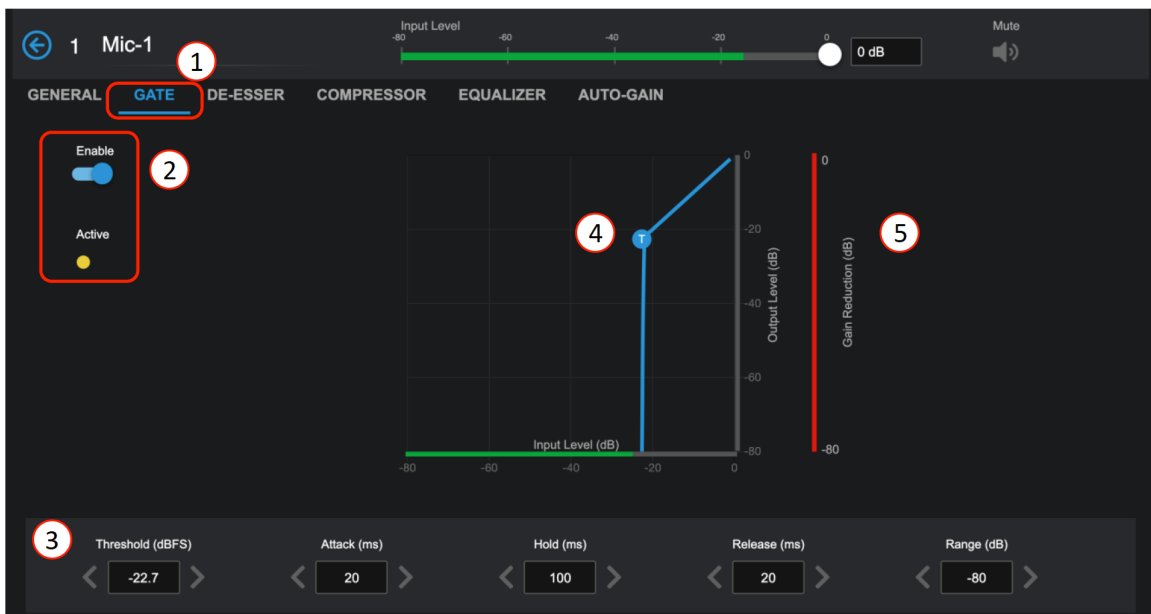 Input Level
-80 -60 -40 -20 0
Mute
1 Mic-1
0 dB
1
GENERAL GATE DE-ESSER COMPRESSOR EQUALIZER AUTO-GAIN
Enable
2
Active
0
-20
-40
-60
-80
Output Level (dB)
4
T
Input Level (dB)
-80 -60 -40 -20 0
0
-80
Gain Reduction (dB)
5
3
Threshold (dBFS) Attack (ms) Hold (ms) Release (ms) Range (dB)
-22.7 20 100 20 -80